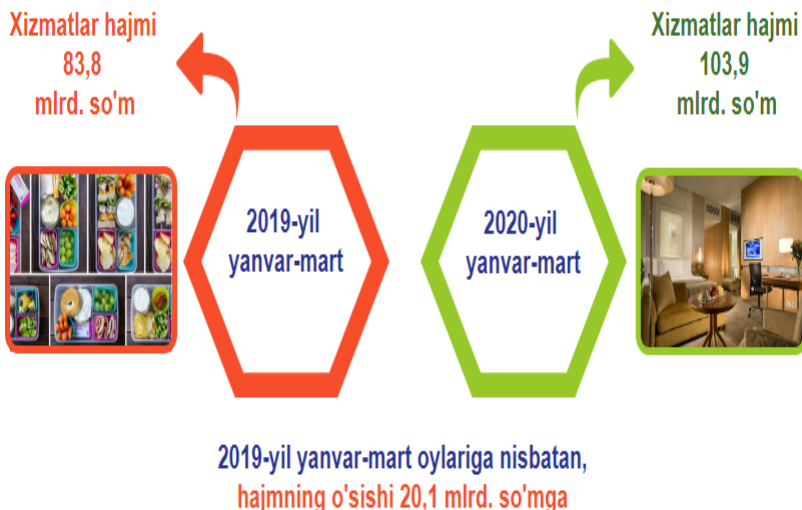 Xizmatlar hajmi
83,8
mlrd. so'm
Xizmatlar hajmi
103,9
mlrd. so'm
2019-yil
yanvar-mart
2020-yil
yanvar-mart
2019-yil yanvar-mart oylariga nisbatan,
hajmning o'sishi 20,1 mlrd. so'mga